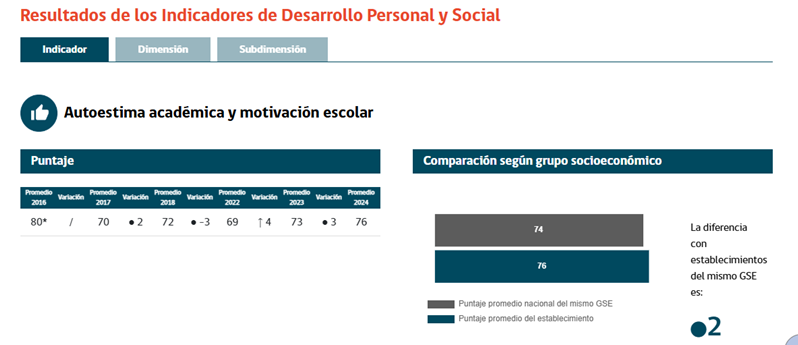 Resultados de los Indicadores de Desarrollo Personal y Social
Indicador Dimensión Subdimensión
Autoestima académica y motivación escolar
Puntaje
Promedio 2016 Variación Promedio 2017 Variación Promedio 2018 Variación Promedio 2022 Variación Promedio 2023 Variación Promedio 2024
80* / 70 ● 2 72 ● -3 69 ↑ 4 73 ● 3 76
Comparación según grupo socioeconómico
74
76
Puntaje promedio nacional del mismo GSE
Puntaje promedio del establecimiento
La diferencia
con
establecimientos
del mismo GSE
es:
●2